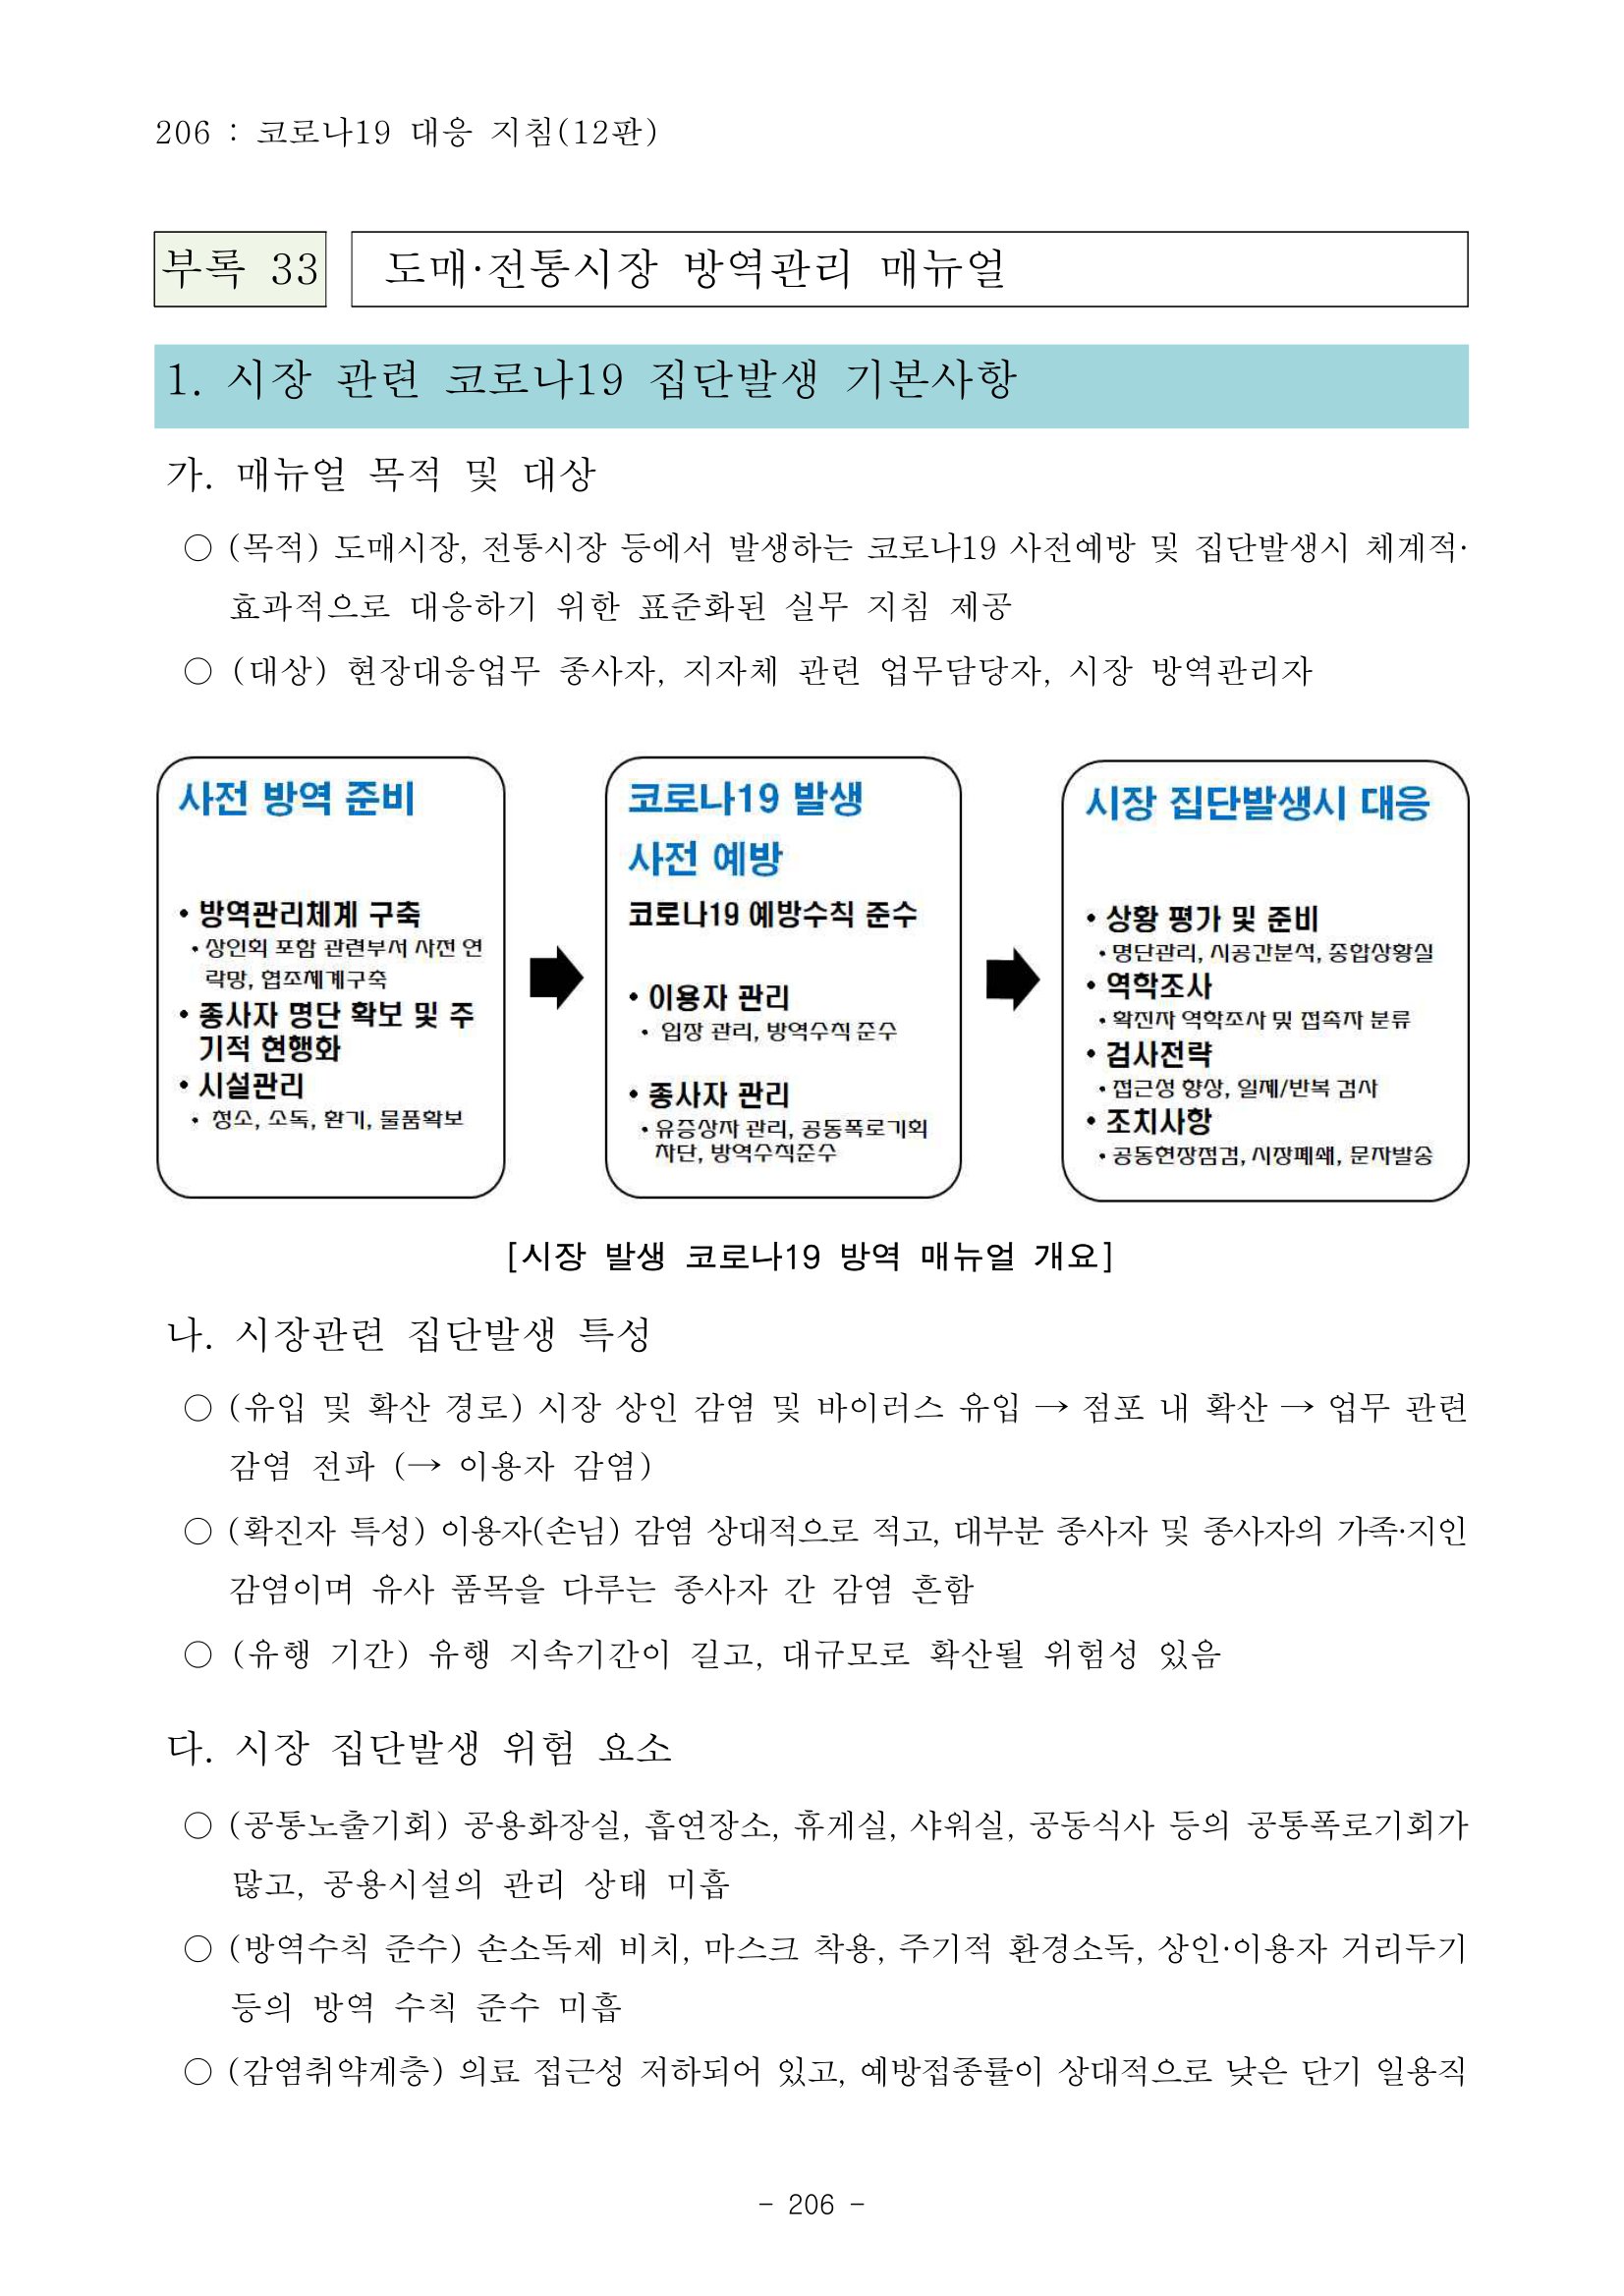 206 : 코로나19 대응 지침(12판)
부록 33
도매·전통시장 방역관리 매뉴얼
1. 시장 관련 코로나19 집단발생 기본사항
가. 매뉴얼 목적 및 대상
○ (목적) 도매시장, 전통시장 등에서 발생하는 코로나19 사전예방 및 집단발생시 체계적·
효과적으로 대응하기 위한 표준화된 실무 지침 제공
○ (대상) 현장대응업무 종사자, 지자체 관련 업무담당자, 시장 방역관리자
사전 방역 준비
• 방역관리체계 구축
• 상인회 포함 관련부서 사전 연
락망, 협조체계구축
• 종사자 명단 확보 및 주
기적 현행화
• 시설관리
• 청소, 소독, 환기, 물품확보
코로나19 발생
사전 예방
코로나19 예방수칙 준수
• 이용자 관리
• 입장 관리, 방역수칙 준수
• 종사자 관리
• 유증상자 관리, 공동폭로기회
차단, 방역수칙준수
시장 집단발생시 대응
• 상황 평가 및 준비
• 명단관리, 시공간분석, 종합상황실
• 역학조사
• 확진자 역학조사 및 접촉자 분류
• 검사전략
• 접근성 향상, 일제/반복 검사
• 조치사항
• 공동현장점검, 시장폐쇄, 문자발송
[시장 발생 코로나19 방역 매뉴얼 개요]
나. 시장관련 집단발생 특성
○ (유입 및 확산 경로) 시장 상인 감염 및 바이러스 유입 → 점포 내 확산 → 업무 관련
감염 전파 (→ 이용자 감염)
○ (확진자 특성) 이용자(손님) 감염 상대적으로 적고, 대부분 종사자 및 종사자의 가족·지인
감염이며 유사 품목을 다루는 종사자 간 감염 흔함
○ (유행 기간) 유행 지속기간이 길고, 대규모로 확산될 위험성 있음
다. 시장 집단발생 위험 요소
○ (공통노출기회) 공용화장실, 흡연장소, 휴게실, 샤워실, 공동식사 등의 공통폭로기회가
많고, 공용시설의 관리 상태 미흡
○ (방역수칙 준수) 손소독제 비치, 마스크 착용, 주기적 환경소독, 상인·이용자 거리두기
등의 방역 수칙 준수 미흡
○ (감염취약계층) 의료 접근성 저하되어 있고, 예방접종률이 상대적으로 낮은 단기 일용직
- 206 -